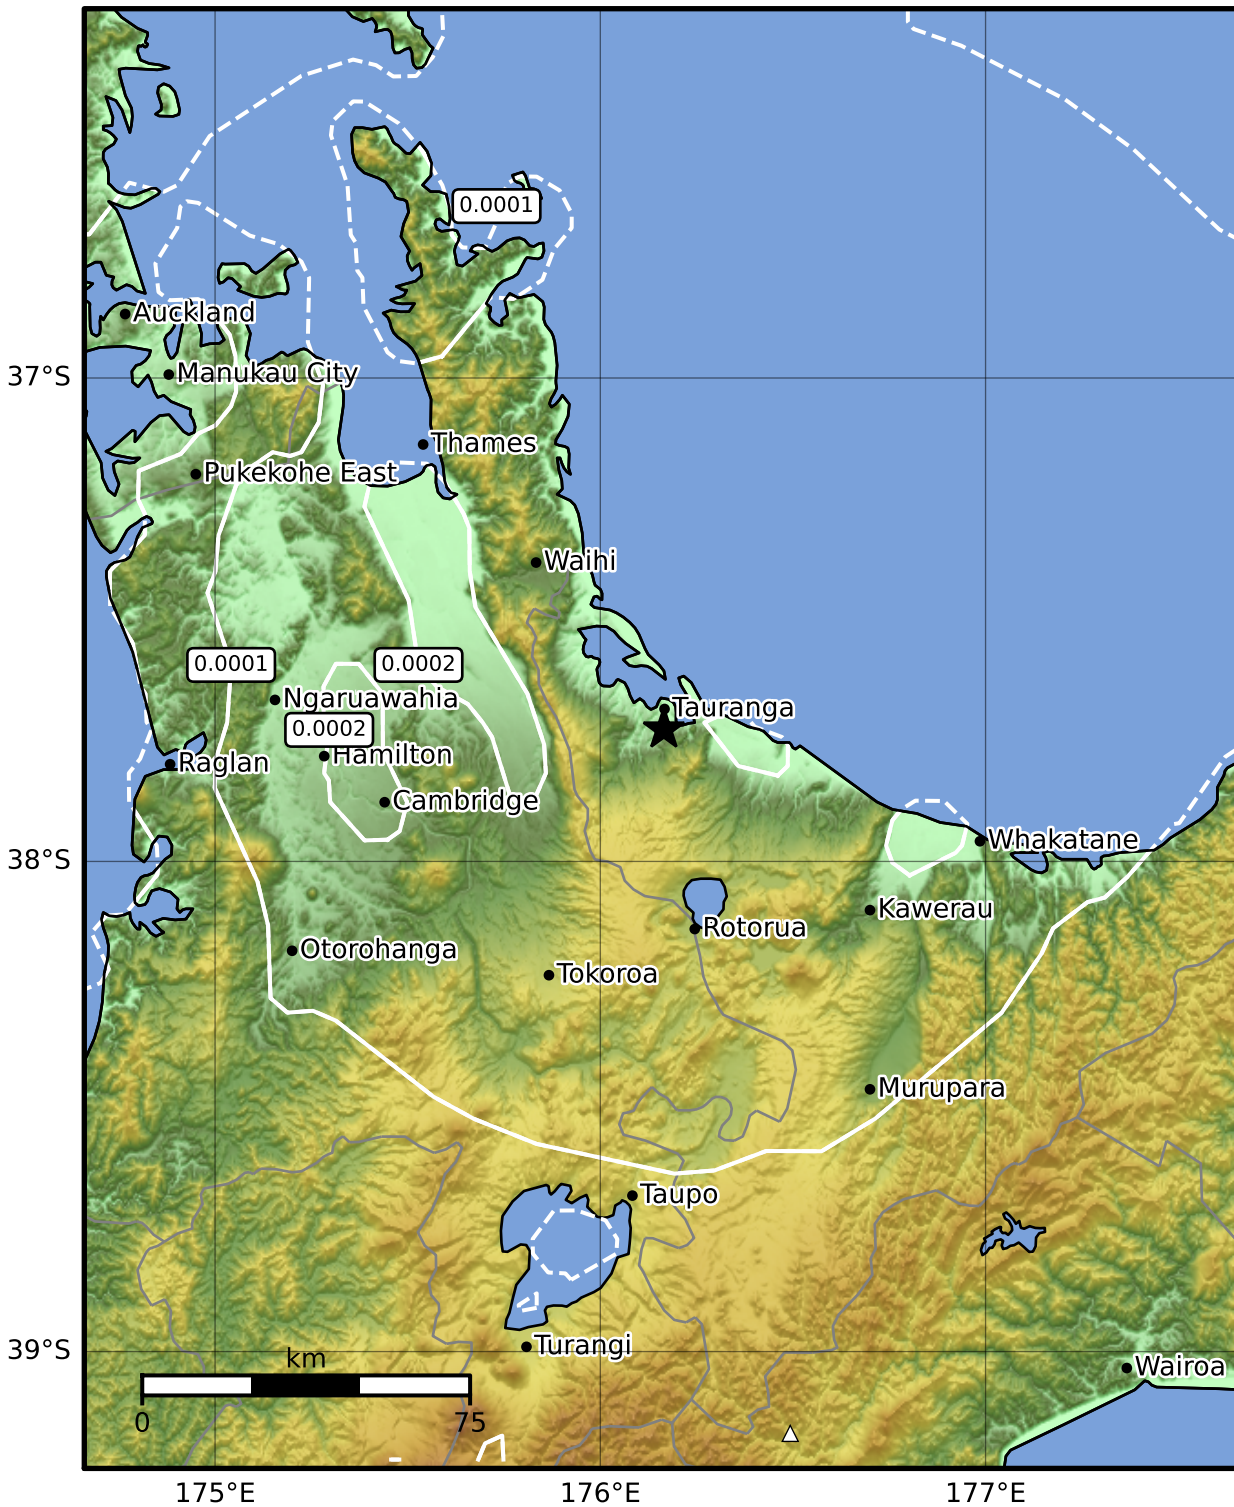 0.0001
Auckland
37°S
Manukau City
Thames
Pukekohe East
Waihi
0.0001
0.0002
Ngaruawahia
Tauranga
0.0002
Hamilton
Raglan
Cambridge
Whakatane
38°S
Kawerau
Rotorua
Otorohanga
Tokoroa
Murupara
Taupo
Turangi
39°S
km
Wairoa
0
75
175°E
176°E
177°E